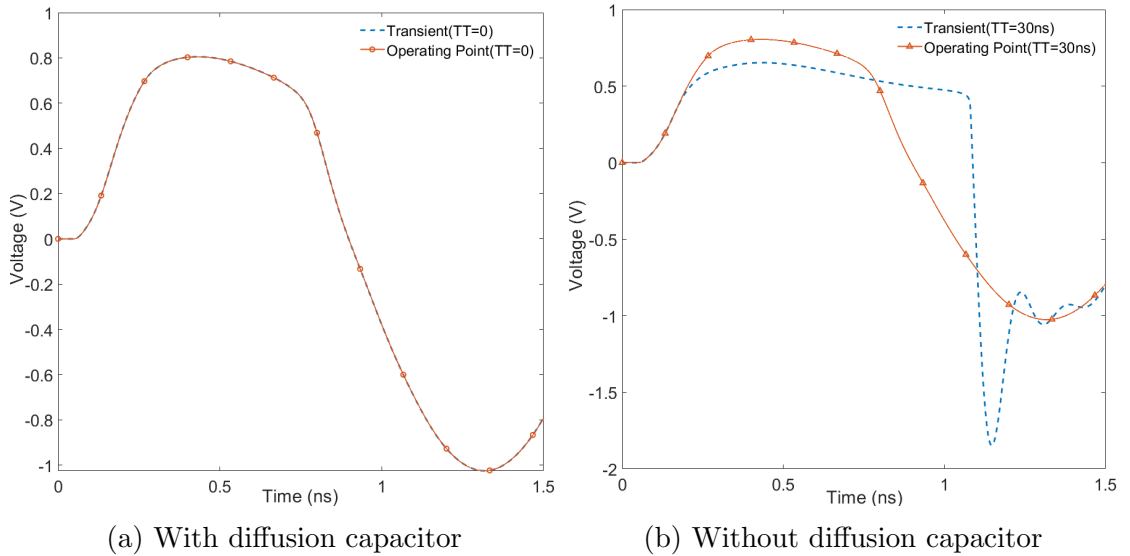 1
0.8
0.6
0.4
0.2
0
-0.2
-0.4
-0.6
-0.8
-1
Voltage (V)
Transient(TT=0)
Operating Point(TT=0)
0
0.5
1
1.5
Time (ns)
(a) With diffusion capacitor
1
0.5
0
-0.5
-1
-1.5
-2
Voltage (V)
Transient(TT=30ns)
Operating Point(TT=30ns)
0
0.5
1
1.5
Time (ns)
(b) Without diffusion capacitor